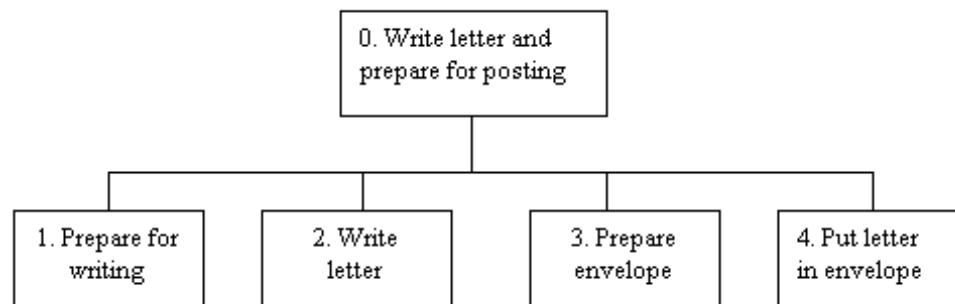 0. Write letter and
prepare for posting
1. Prepare for
writing
2. Write
letter
3. Prepare
envelope
4. Put letter
in envelope